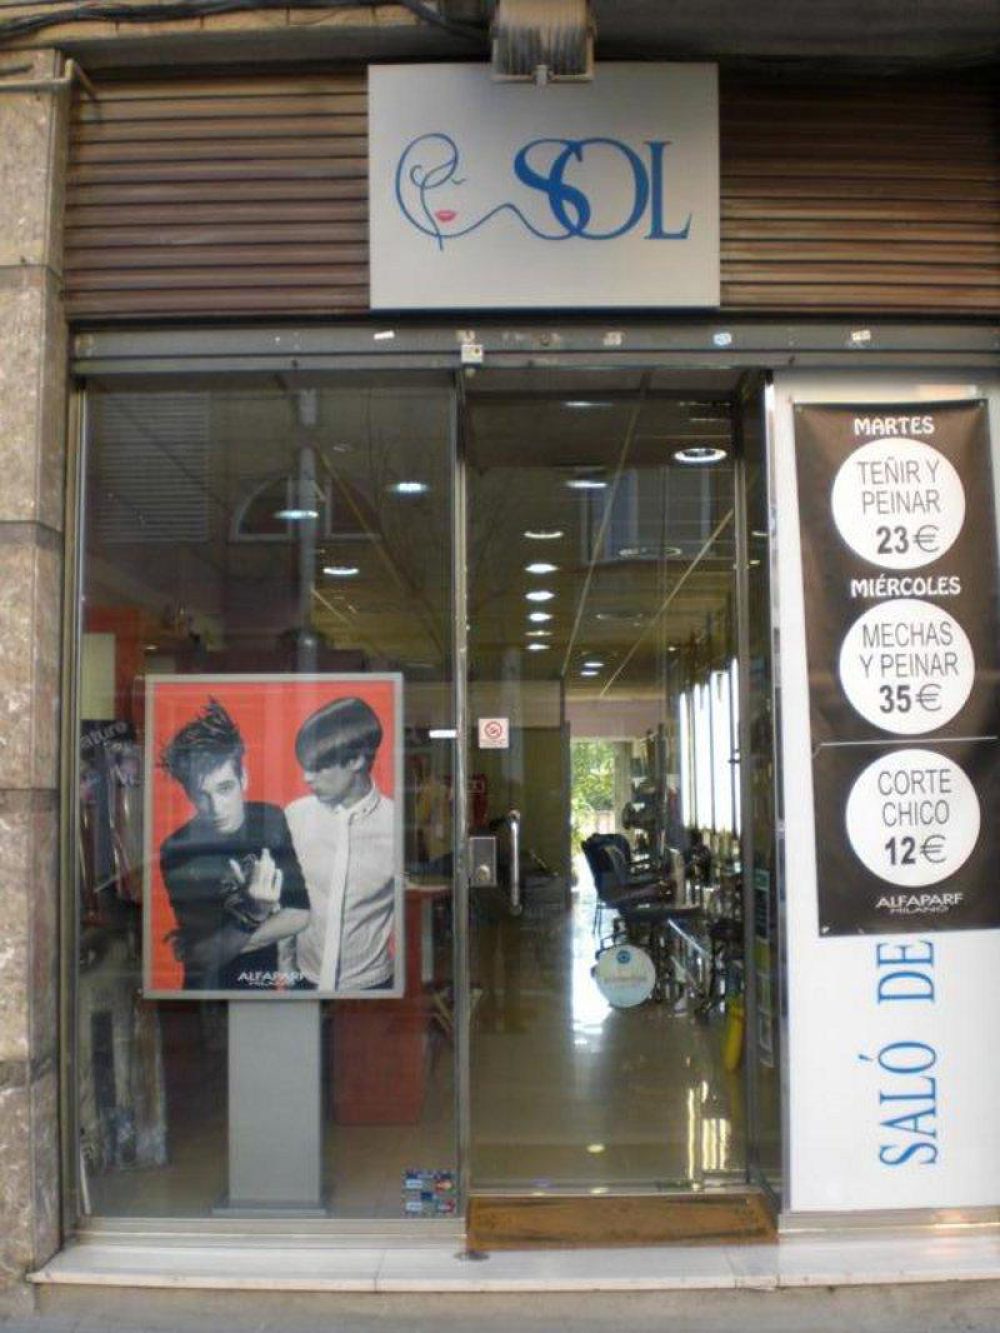 SOL
MARTES
TEÑIR Y
PEINAR
23€
MIÉRCOLES
MECHAS
Y PEINAR
35€
CORTE
CHICO
12€
ALFAPARF
MILANO
SALÓ DE
ALFAPARF
MILANO